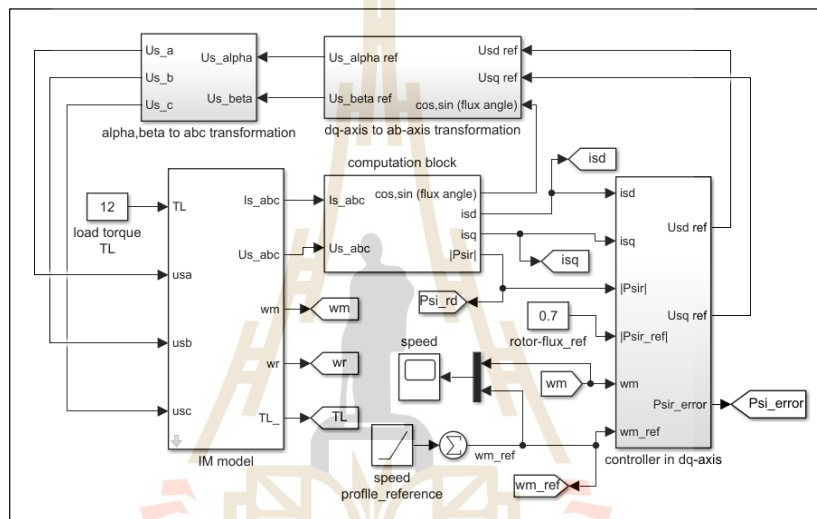 Us_a
Us_b
Us_c
Us_alpha
Us_beta
alpha,beta to abc transformation
Us_alpha ref
Us_beta ref
Usd ref
Usq ref
cos,sin (flux angle)
dq-axis to ab-axis transformation
12
load torque
TL
TL
usa
usb
usc
Is_abc
Us_abc
wm
wr
TL_
IM model
wm
wr
TL
computation block
Is_abc
Us_abc
cos,sin (flux angle)
isd
isq
|Psir|
isd
isq
Psi_rd
0.7
rotor-flux_ref
speed
wm
speed
profIle_reference
wm_ref
wm_ref
isd
isq
|Psir|
|Psir_ref|
wm
wm_ref
Usd ref
Usq ref
Psir_error
controller in dq-axis
Psi_error